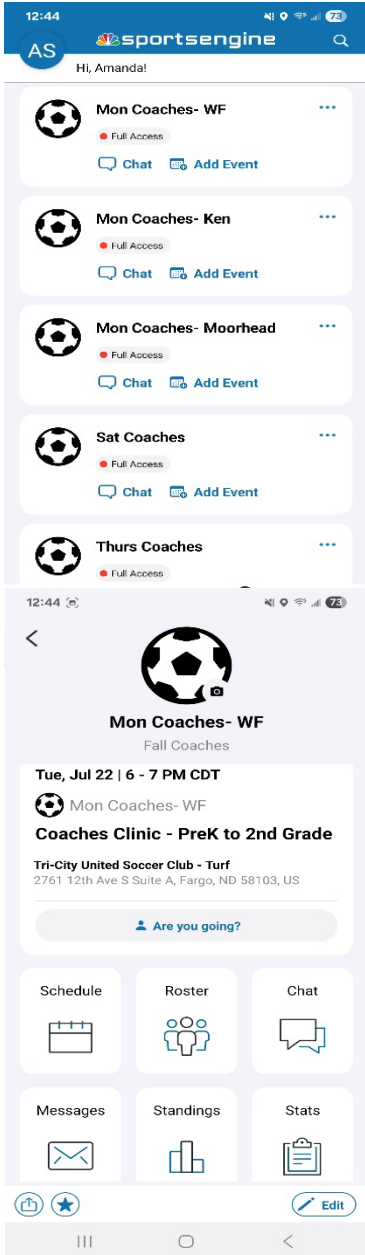 12:44
73
AS
sportsengine
Hi, Amanda!
Mon Coaches- WF
Full Access
Chat Add Event
Mon Coaches- Ken
Full Access
Chat Add Event
Mon Coaches- Moorhead
Full Access
Chat Add Event
Sat Coaches
Full Access
Chat Add Event
Thurs Coaches
Full Access
12:44
73
Mon Coaches- WF
Fall Coaches
Tue, Jul 22 | 6 - 7 PM CDT
Mon Coaches- WF
Coaches Clinic - PreK to 2nd Grade
Tri-City United Soccer Club - Turf
2761 12th Ave S Suite A, Fargo, ND 58103, US
Are you going?
Schedule Roster Chat
Messages Standings Stats
Edit